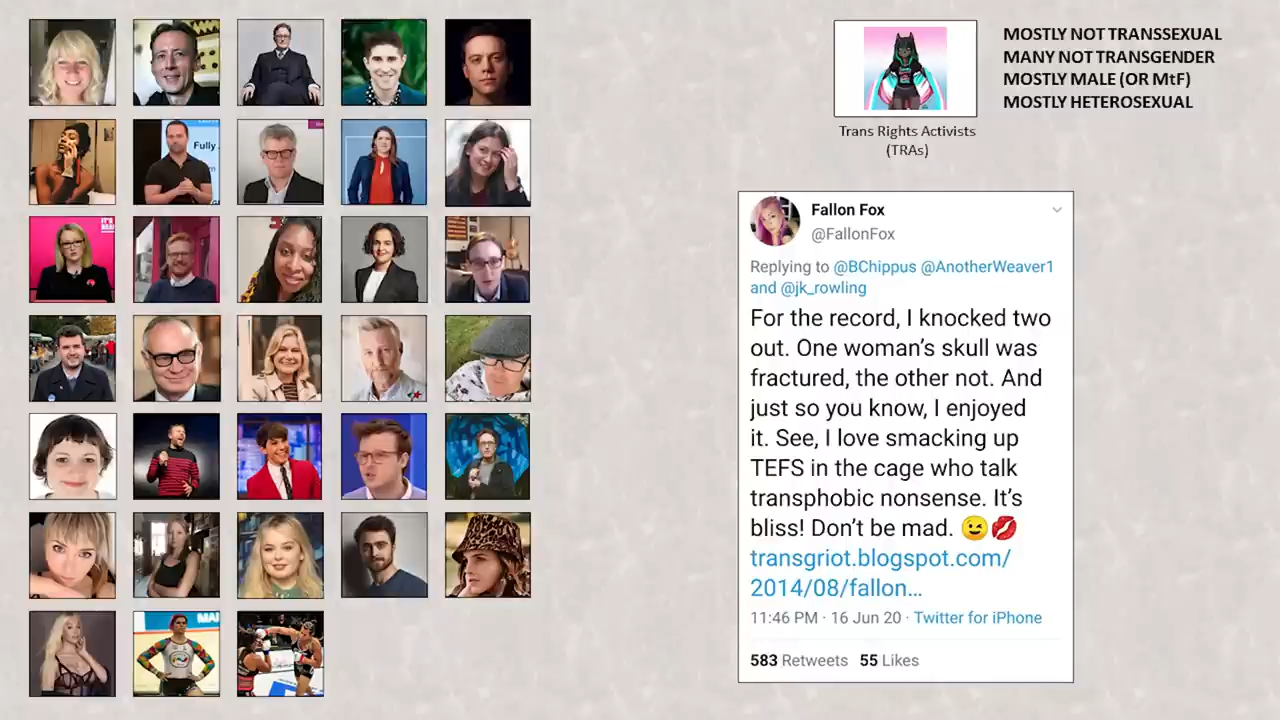 MOSTLY NOT TRANSSEXUAL
MANY NOT TRANSGENDER
MOSTLY MALE (OR MtF)
MOSTLY HETEROSEXUAL
Trans Rights Activists
(TRAs)
Fully
Fallon Fox
@FallonFox
Replying to @BChippus @AnotherWeaver1
and @jk_rowling
For the record, I knocked two
out. One woman’s skull was
fractured, the other not. And
just so you know, I enjoyed
it. See, I love smacking up
TEFS in the cage who talk
transphobic nonsense. It’s
bliss! Don’t be mad. 😉💋
transgriot.blogspot.com/
2014/08/fallon…
11:46 PM · 16 Jun 20 · Twitter for iPhone
583 Retweets 55 Likes